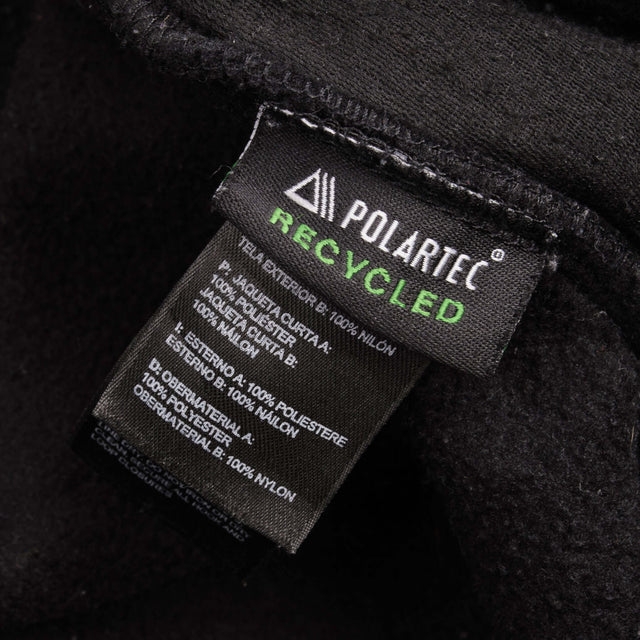 POLARTEC®
RECYCLED
TELA EXTERIOR B: 100% NILÓN
P: JAQUETA CURTA A:
100% POLIÉSTER
JAQUETA CURTA B:
100% NÁILON
I: ESTERNO A: 100% POLIESTERE
ESTERNO B: 100% NAILON
D: OBERMATERIAL A:
100% POLYESTER
OBERMATERIAL B: 100% NYLON